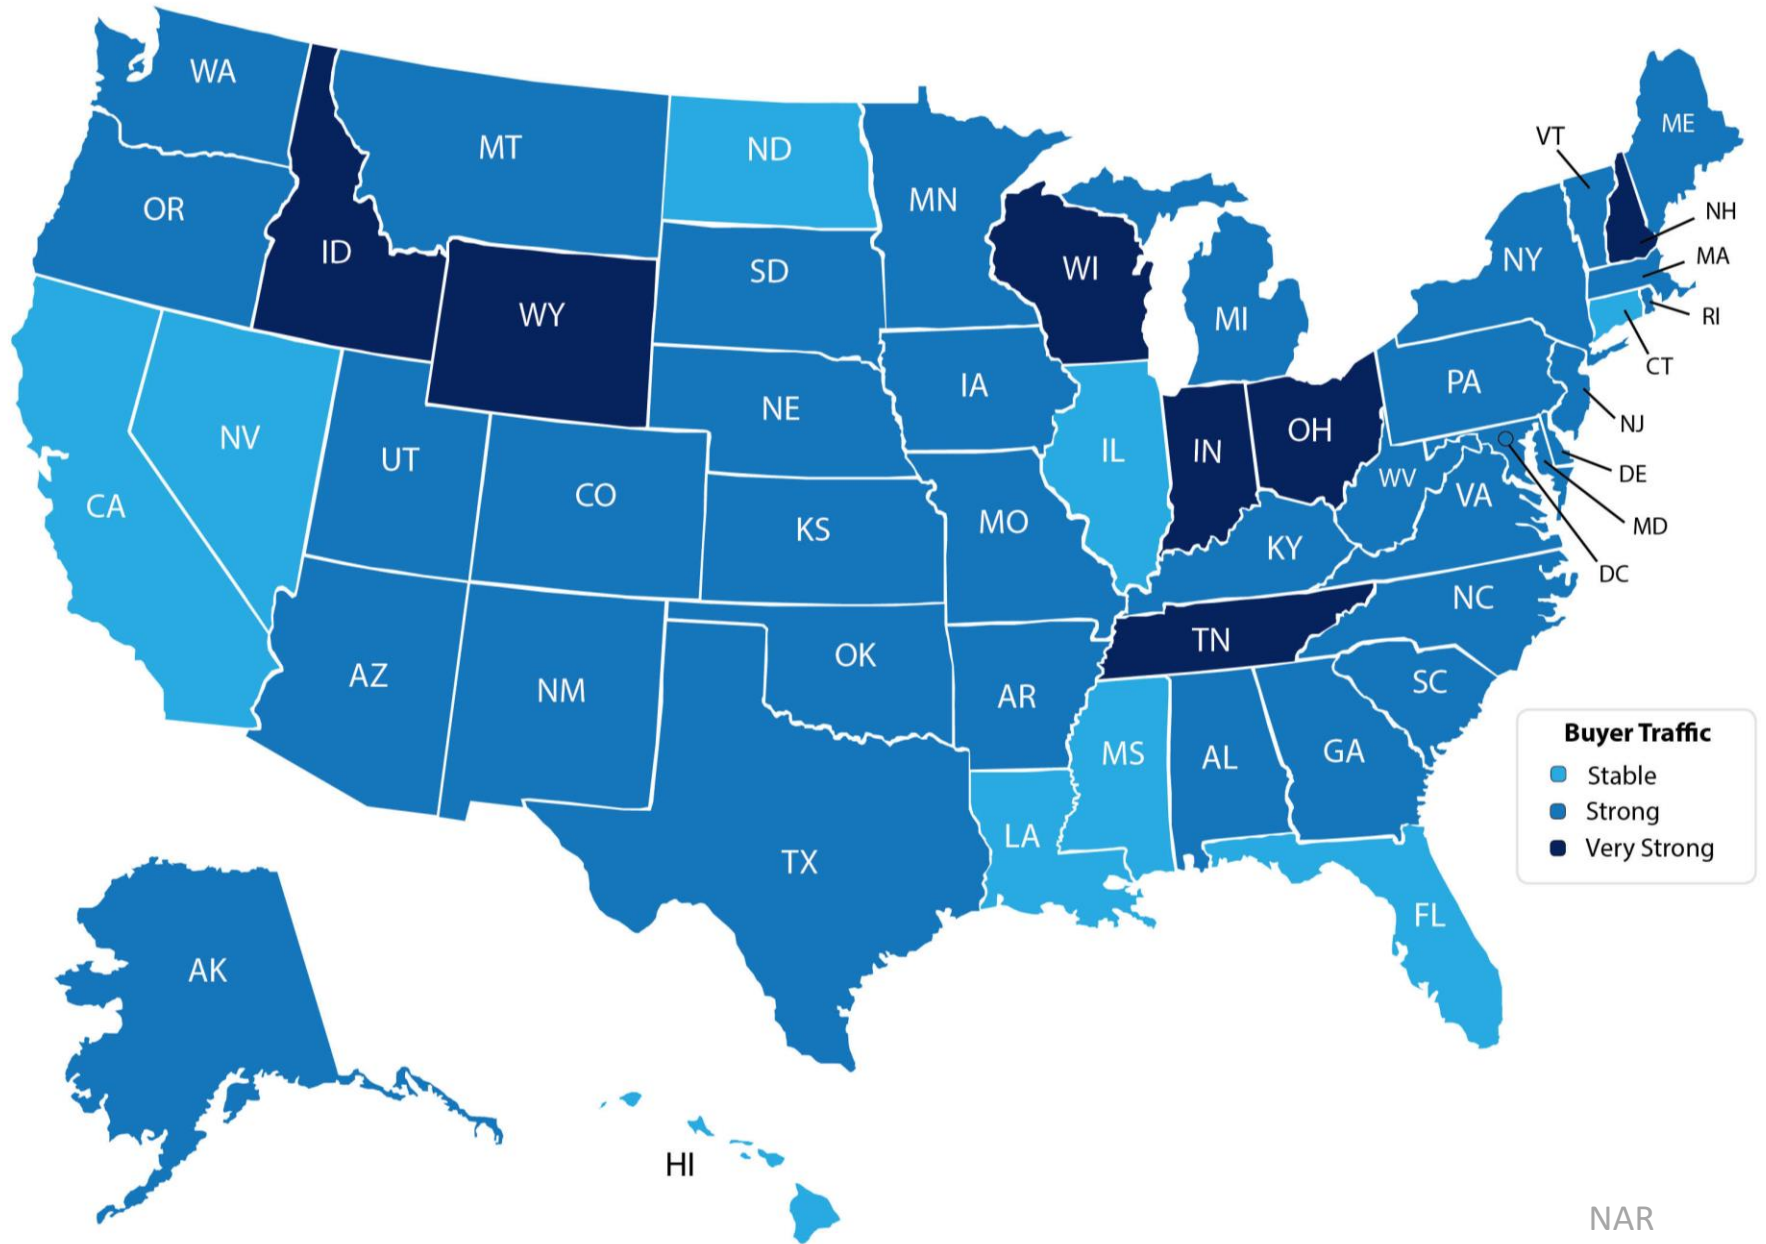 WA
MT
ND
MN
ME
VT
OR
ID
WY
SD
WI
MI
NY
NH
MA
RI
CT
NV
UT
CO
NE
IA
IL
IN
OH
PA
NJ
CA
KS
MO
KY
WV
VA
DE
MD
DC
AZ
NM
OK
AR
TN
NC
SC
TX
LA
MS
AL
GA
FL
Buyer Traffic
Stable
Strong
Very Strong
AK
HI
NAR